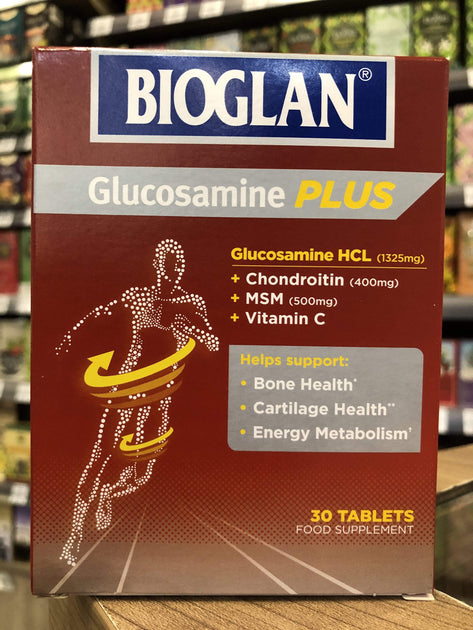 BIOGLAN®
Glucosamine PLUS
Glucosamine HCL (1325mg)
+ Chondroitin (400mg)
+ MSM (500mg)
+ Vitamin C
Helps support:
• Bone Health*
• Cartilage Health**
• Energy Metabolism†
30 TABLETS
FOOD SUPPLEMENT